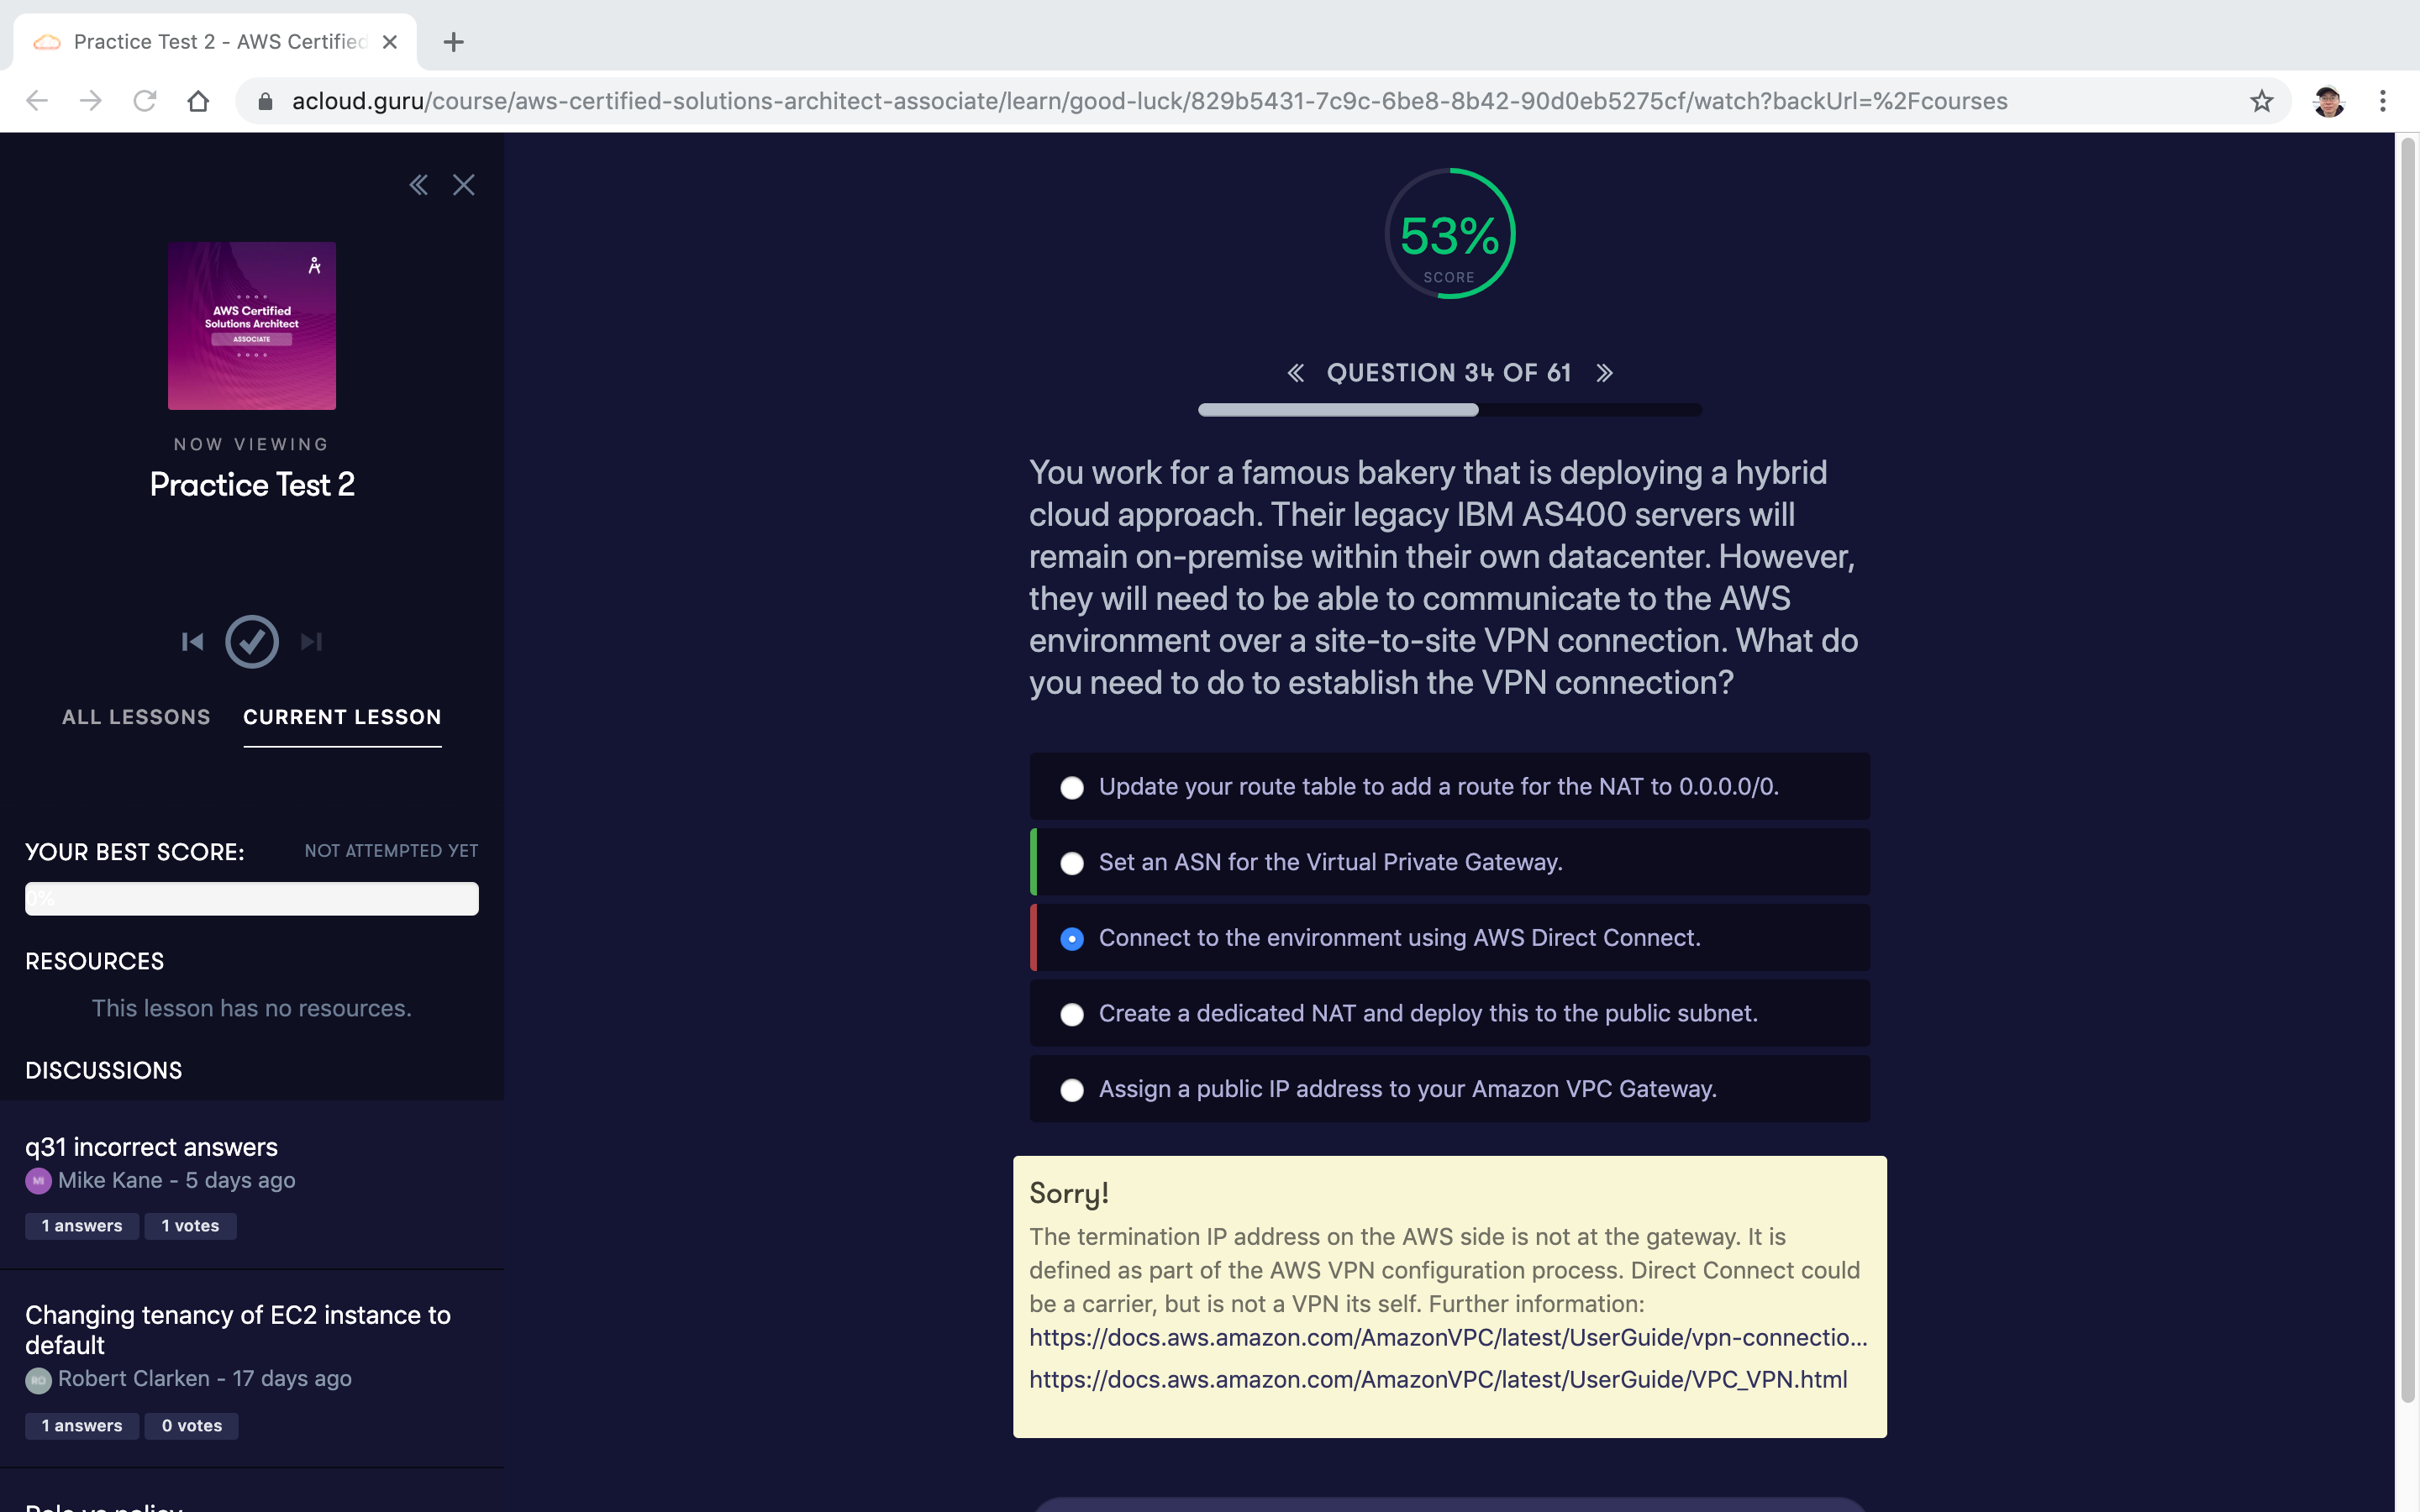 Practice Test 2 - AWS Certified
acloud.guru/course/aws-certified-solutions-architect-associate/learn/good-luck/829b5431-7c9c-6be8-8b42-90d0eb5275cf/watch?backUrl=%2Fcourses
AWS Certified
Solutions Architect
ASSOCIATE
NOW VIEWING
Practice Test 2
ALL LESSONS
CURRENT LESSON
YOUR BEST SCORE:
NOT ATTEMPTED YET
0%
RESOURCES
This lesson has no resources.
DISCUSSIONS
q31 incorrect answers
MI Mike Kane - 5 days ago
1 answers 1 votes
Changing tenancy of EC2 instance to
default
RO Robert Clarken - 17 days ago
1 answers 0 votes
53%
SCORE
QUESTION 34 OF 61
You work for a famous bakery that is deploying a hybrid
cloud approach. Their legacy IBM AS400 servers will
remain on-premise within their own datacenter. However,
they will need to be able to communicate to the AWS
environment over a site-to-site VPN connection. What do
you need to do to establish the VPN connection?
Update your route table to add a route for the NAT to 0.0.0.0/0.
Set an ASN for the Virtual Private Gateway.
Connect to the environment using AWS Direct Connect.
Create a dedicated NAT and deploy this to the public subnet.
Assign a public IP address to your Amazon VPC Gateway.
Sorry!
The termination IP address on the AWS side is not at the gateway. It is
defined as part of the AWS VPN configuration process. Direct Connect could
be a carrier, but is not a VPN its self. Further information:
https://docs.aws.amazon.com/AmazonVPC/latest/UserGuide/vpn-connectio...
https://docs.aws.amazon.com/AmazonVPC/latest/UserGuide/VPC_VPN.html